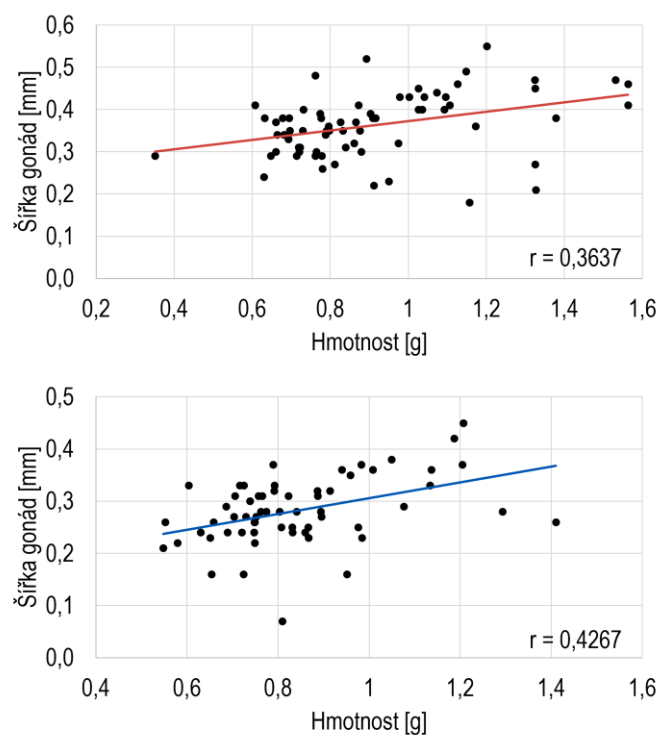 Šířka gonád [mm]
0,6
0,5
0,4
0,3
0,2
0,1
0,0
r = 0,3637
0,2 0,4 0,6 0,8 1 1,2 1,4 1,6
Hmotnost [g]
Šířka gonád [mm]
0,5
0,4
0,3
0,2
0,1
0,0
r = 0,4267
0,4 0,6 0,8 1 1,2 1,4 1,6
Hmotnost [g]